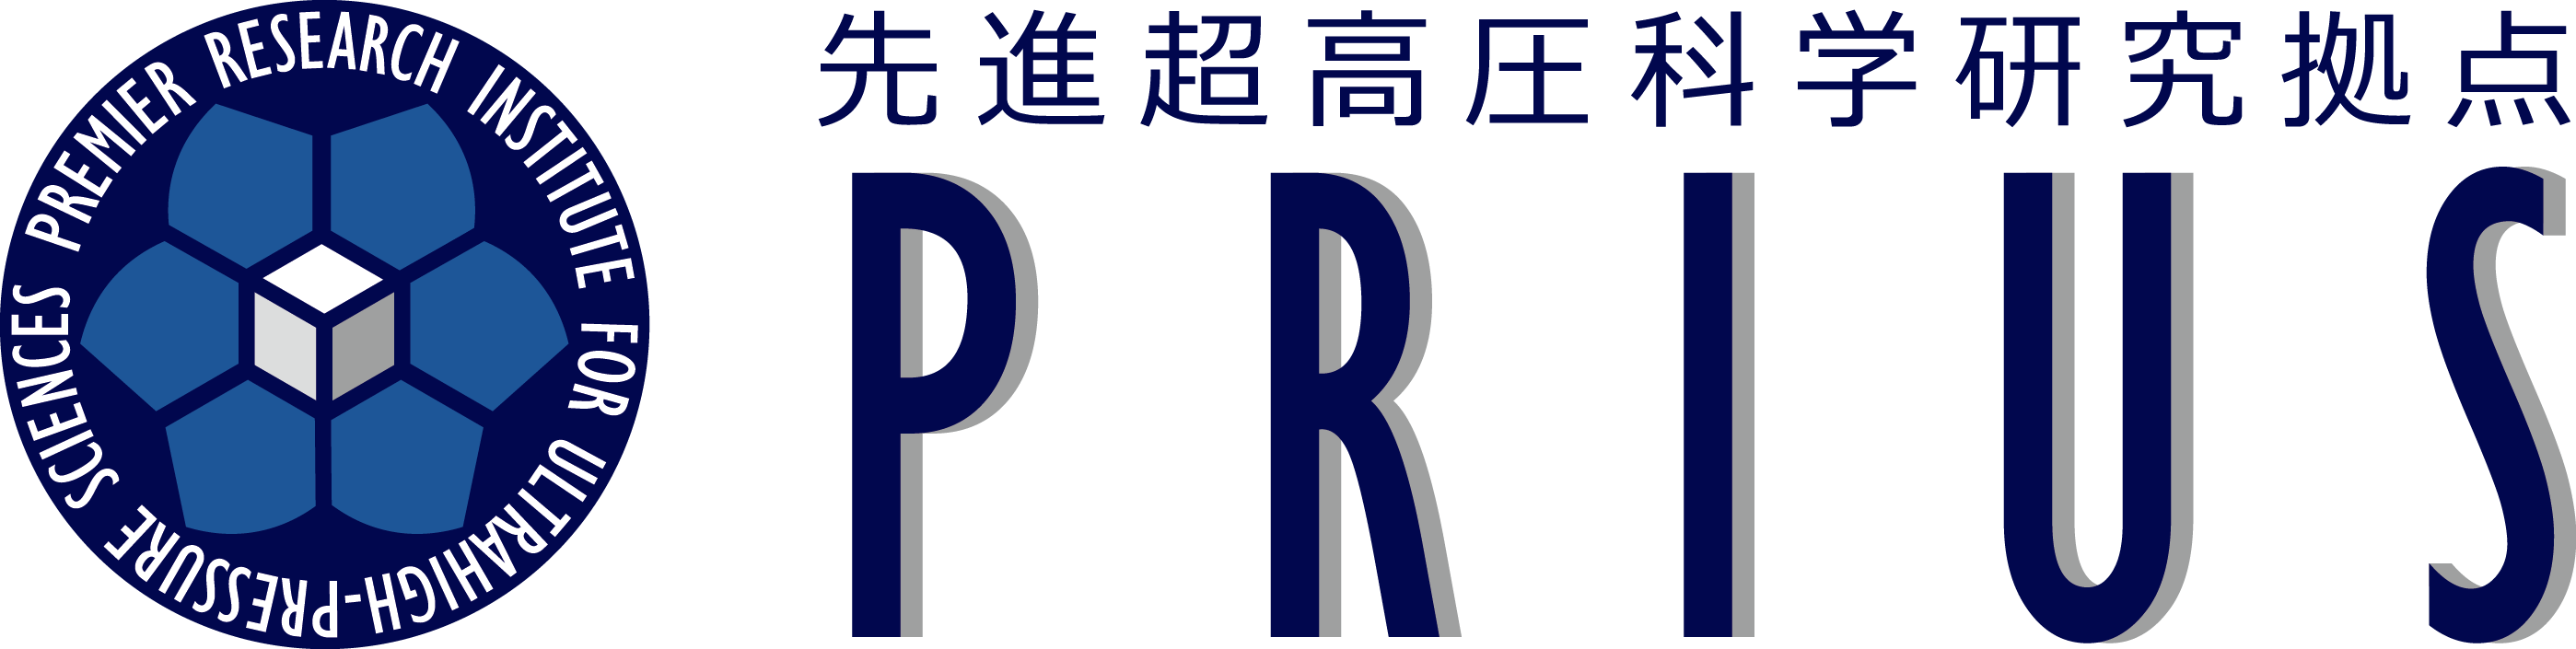 PREMIER RESEARCH INSTITUTE FOR ULTRAHIGH-PRESSURE SCIENCES
先進超高圧科学研究拠点
PRIUS